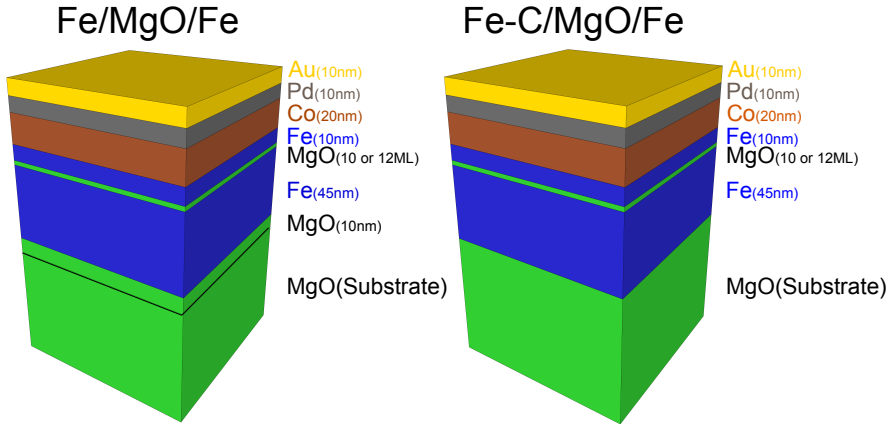 Fe/MgO/Fe
Au(10nm)
Pd(10nm)
Co(20nm)
Fe(10nm)
MgO(10 or 12ML)
Fe(45nm)
MgO(10nm)
MgO(Substrate)
Fe-C/MgO/Fe
Au(10nm)
Pd(10nm)
Co(20nm)
Fe(10nm)
MgO(10 or 12ML)
Fe(45nm)
MgO(Substrate)